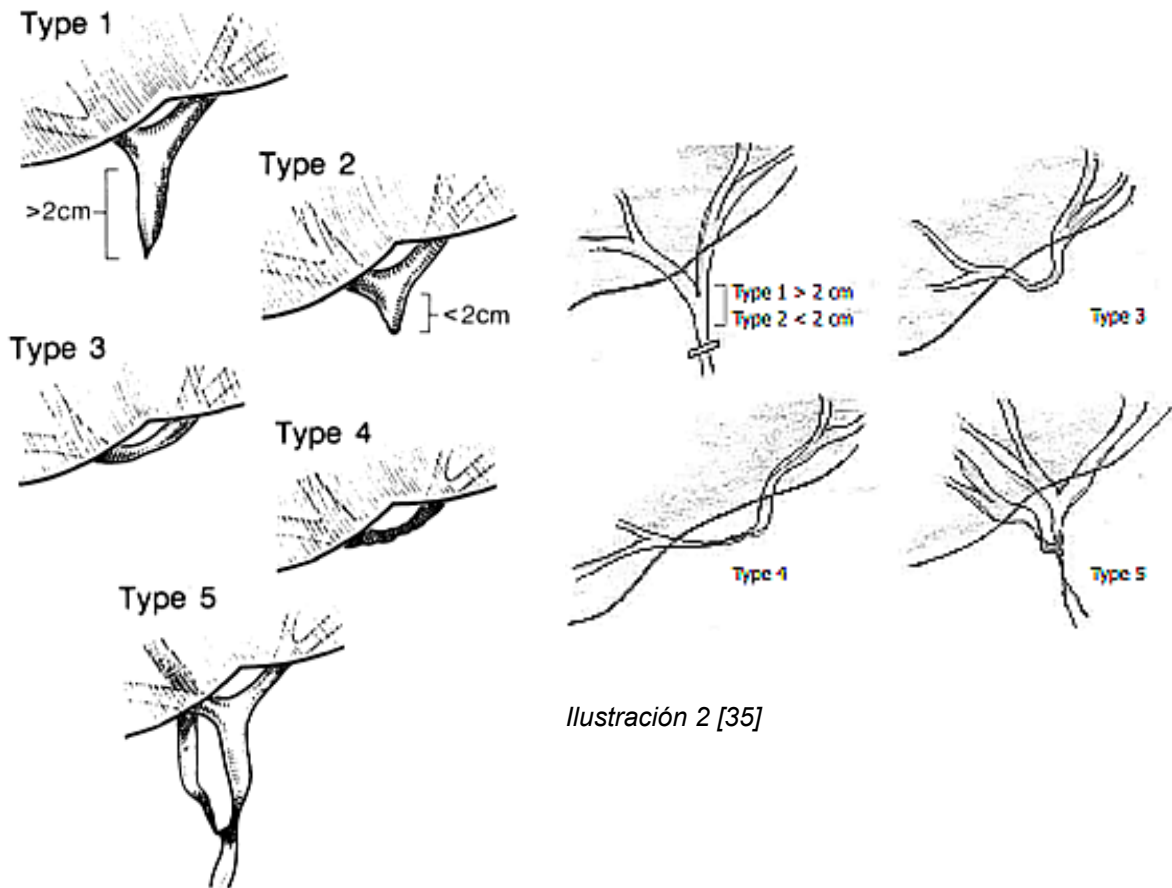 Type 1
>2cm
Type 2
<2cm
Type 3
Type 4
Type 5
Type 1 > 2 cm
Type 2 < 2 cm
Type 3
Type 4
Type 5
Ilustración 2 [35]